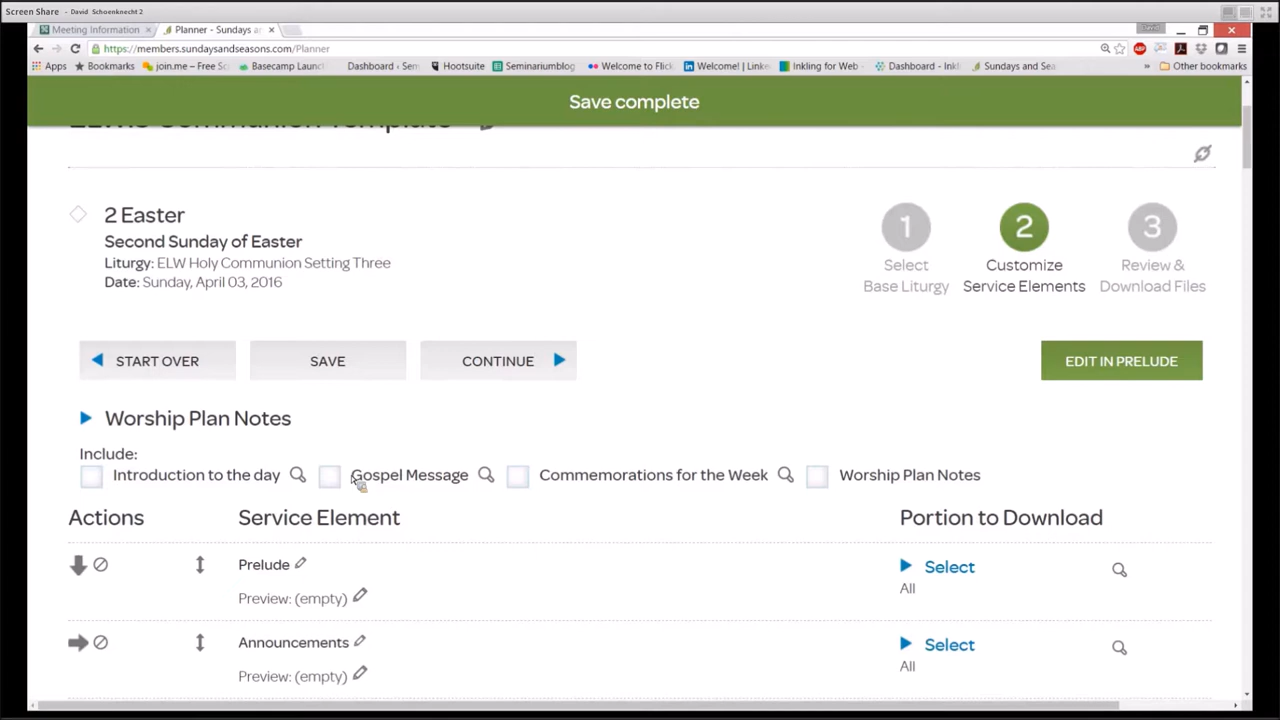 Screen Share - David Schoenknecht 2
Meeting Information
Planner - Sundays a
https://members.sundaysandseasons.com/Planner
Apps Bookmarks join.me – Free Sc Basecamp Launc Dashboard ‹ Sem Hootsuite Seminariumblog Welcome to Flick Welcome! | Linke Inkling for Web Dashboard - Inkl Sundays and Sea » Other bookmarks
Save complete
Communion Template
2 Easter
Second Sunday of Easter
Liturgy: ELW Holy Communion Setting Three
Date: Sunday, April 03, 2016
1 2 3
Select Base Liturgy
Customize Service Elements
Review & Download Files
START OVER SAVE CONTINUE EDIT IN PRELUDE
Worship Plan Notes
Include:
Introduction to the day Gospel Message Commemorations for the Week Worship Plan Notes
Actions Service Element Portion to Download
Prelude Select
All
Preview: (empty)
Announcements Select
All
Preview: (empty)